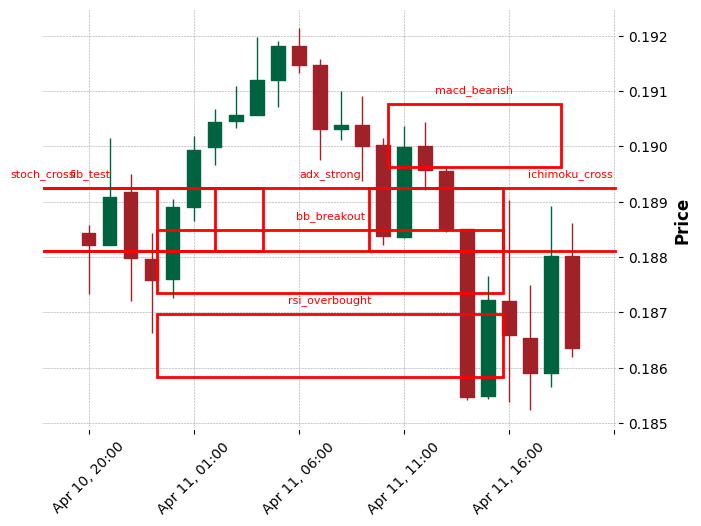 0.192
macd_bearish
0.191
0.190
stoch_cross
fib_test
adx_strong
ichimoku_cross
0.189
bb_breakout
0.188
rsi_overbought
0.187
0.186
0.185
Price
Apr 10, 20:00
Apr 11, 01:00
Apr 11, 06:00
Apr 11, 11:00
Apr 11, 16:00